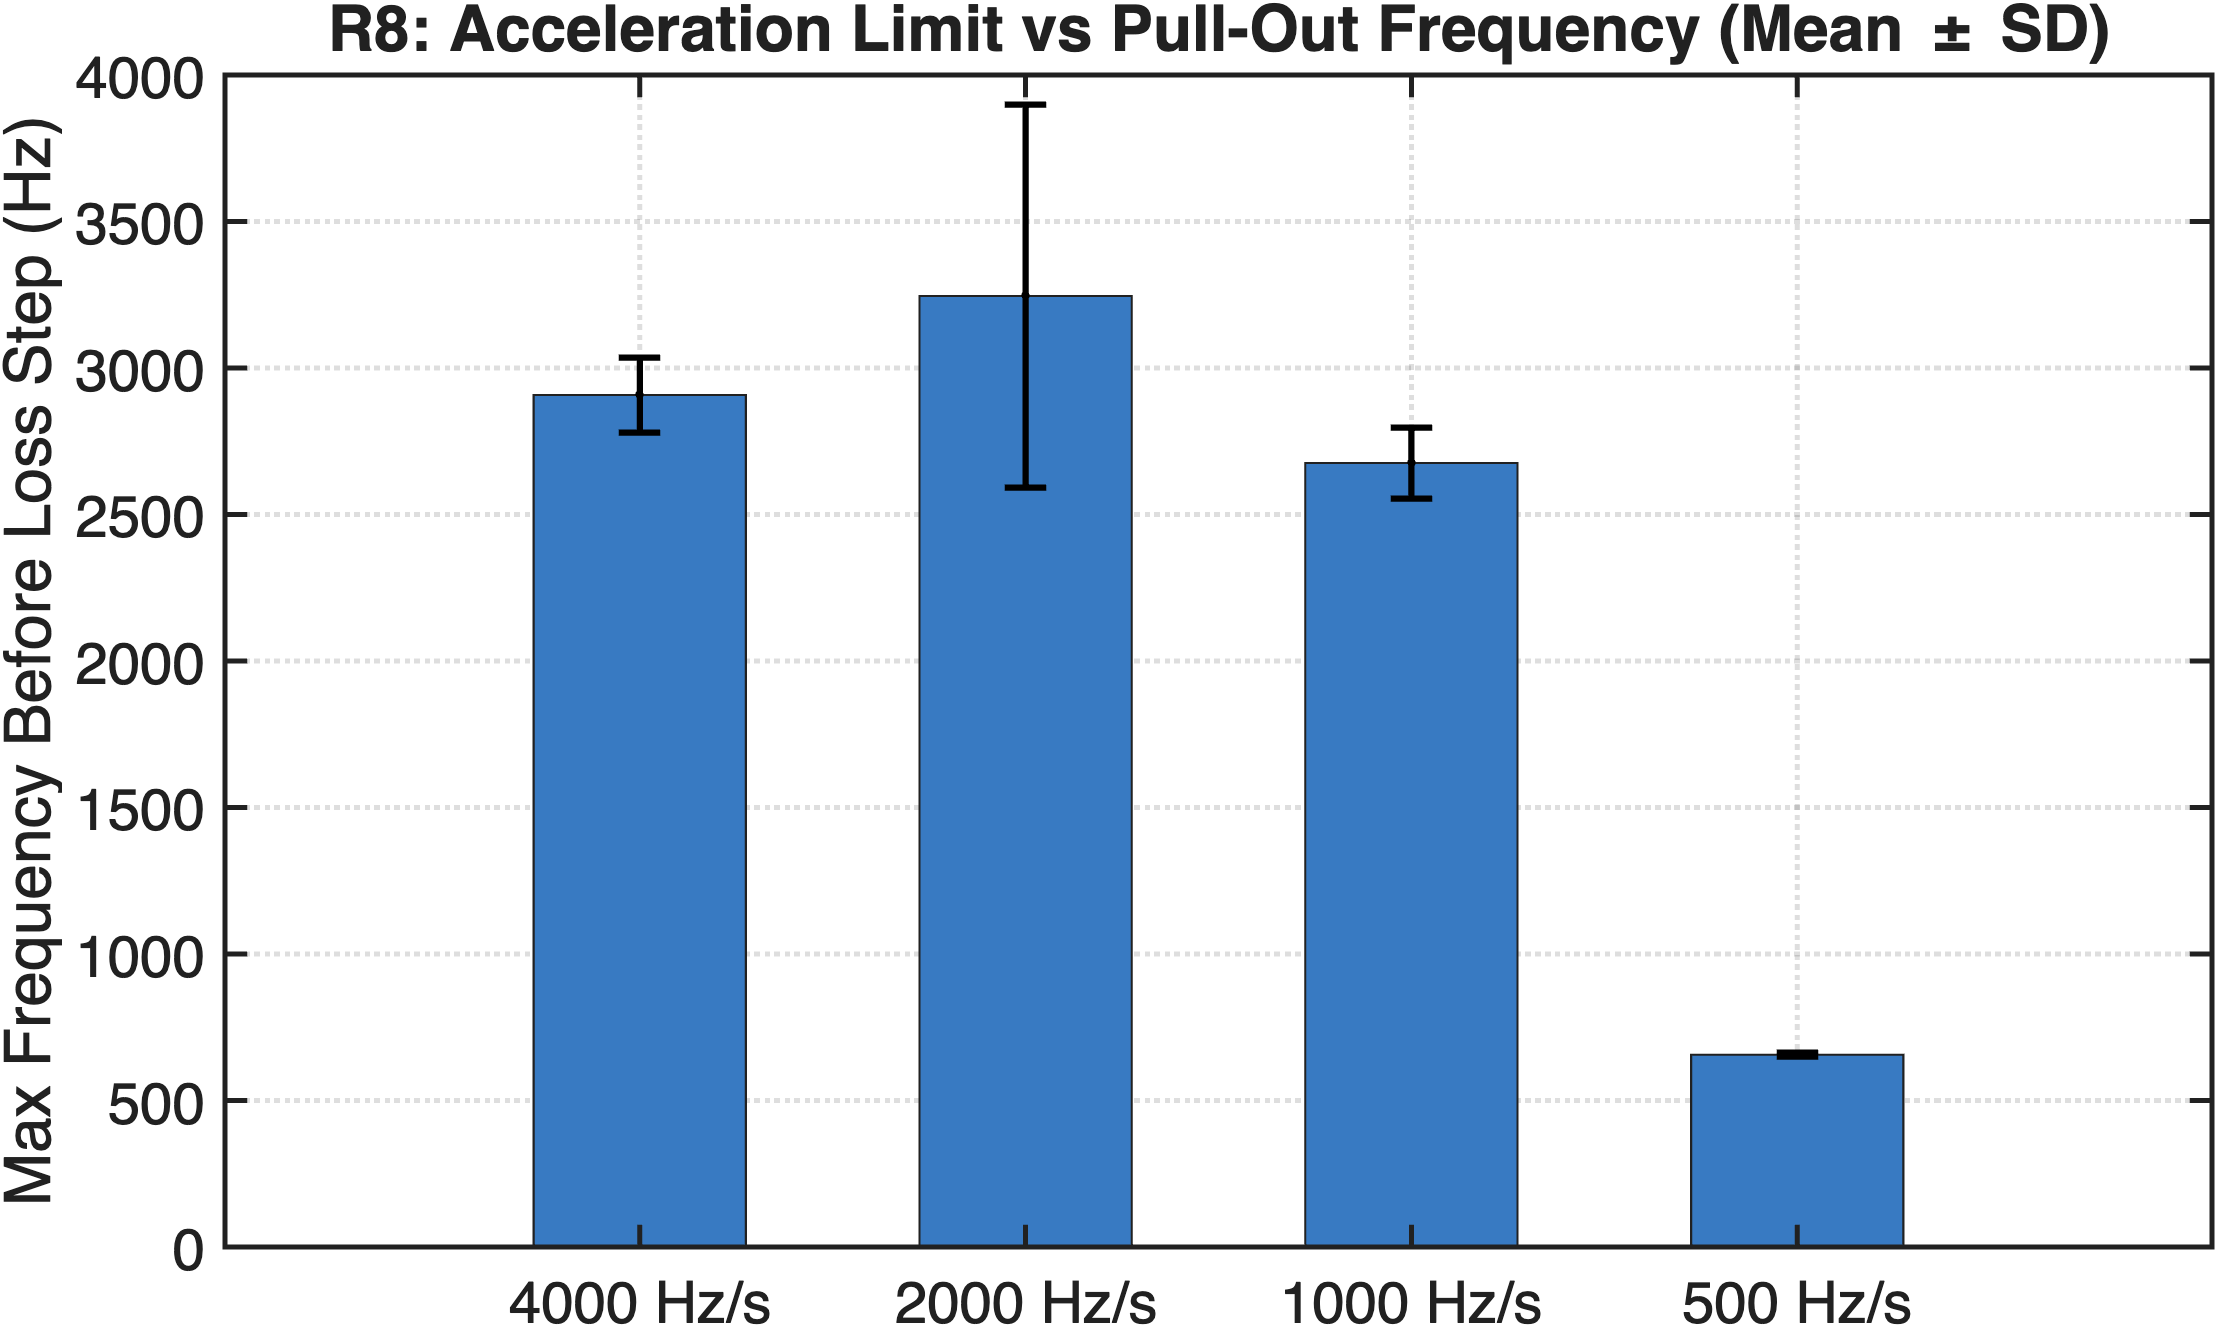 R8: Acceleration Limit vs Pull-Out Frequency (Mean ± SD)
Max Frequency Before Loss Step (Hz)
4000
3500
3000
2500
2000
1500
1000
500
0
4000 Hz/s
2000 Hz/s
1000 Hz/s
500 Hz/s